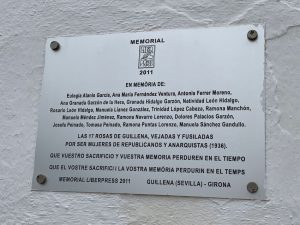 MEMORIAL
2011
EN MEMÒRIA DE:
Eulogia Alanis García, Ana María Fernández Ventura, Antonia Ferrer Moreno,
Ana Granada Garzón de la Hera, Granada Hidalgo Garzón, Natividad León Hidalgo,
Rosario León Hidalgo, Manuela Llanez González, Trinidad López Cabeza, Ramona Manchón,
Manuela Méndez Jiménez, Ramona Navarro Lorenzo, Dolores Palacios Garzón,
Josefa Peinado, Tomasa Peinado, Ramona Puntas Lorenzo, Manuela Sánchez Gandullo.
LAS 17 ROSAS DE GUILLENA, VEJADAS Y FUSILADAS
POR SER MUJERES DE REPUBLICANOS Y ANARQUISTAS (1938).
QUE VUESTRO SACRIFICIO Y VUESTRA MEMORIA PERDUREN EN EL TIEMPO
QUE EL VOSTRE SACRIFICI I LA VOSTRA MEMÒRIA PERDURIN EN EL TEMPS
MEMORIAL LIBERPRESS 2011 GUILLENA (SEVILLA) - GIRONA